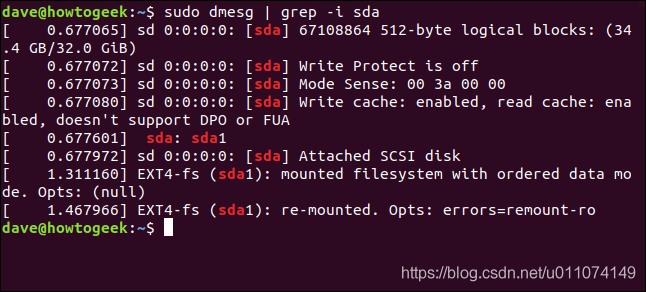 dave@howtogeek:~$ sudo dmesg | grep -i sda
[    0.677065] sd 0:0:0:0: [sda] 67108864 512-byte logical blocks: (34
.4 GB/32.0 GiB)
[    0.677072] sd 0:0:0:0: [sda] Write Protect is off
[    0.677073] sd 0:0:0:0: [sda] Mode Sense: 00 3a 00 00
[    0.677080] sd 0:0:0:0: [sda] Write cache: enabled, read cache: ena
bled, doesn't support DPO or FUA
[    0.677601]  sda: sda1
[    0.677972] sd 0:0:0:0: [sda] Attached SCSI disk
[    1.311160] EXT4-fs (sda1): mounted filesystem with ordered data mo
de. Opts: (null)
[    1.467966] EXT4-fs (sda1): re-mounted. Opts: errors=remount-ro
dave@howtogeek:~$
https://blog.csdn.net/u011074149